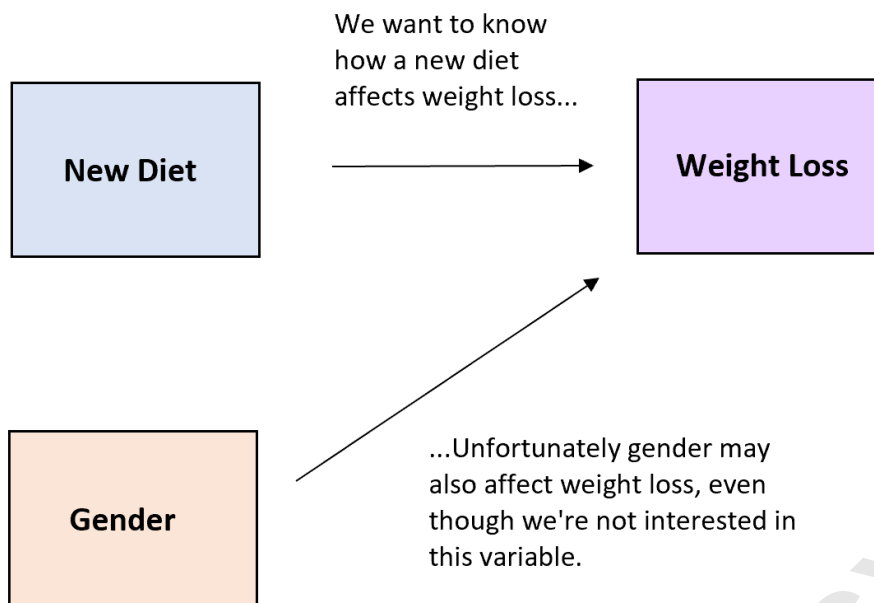 We want to know
how a new diet
affects weight loss...
New Diet
Weight Loss
...Unfortunately gender may
also affect weight loss, even
though we're not interested in
this variable.
Gender